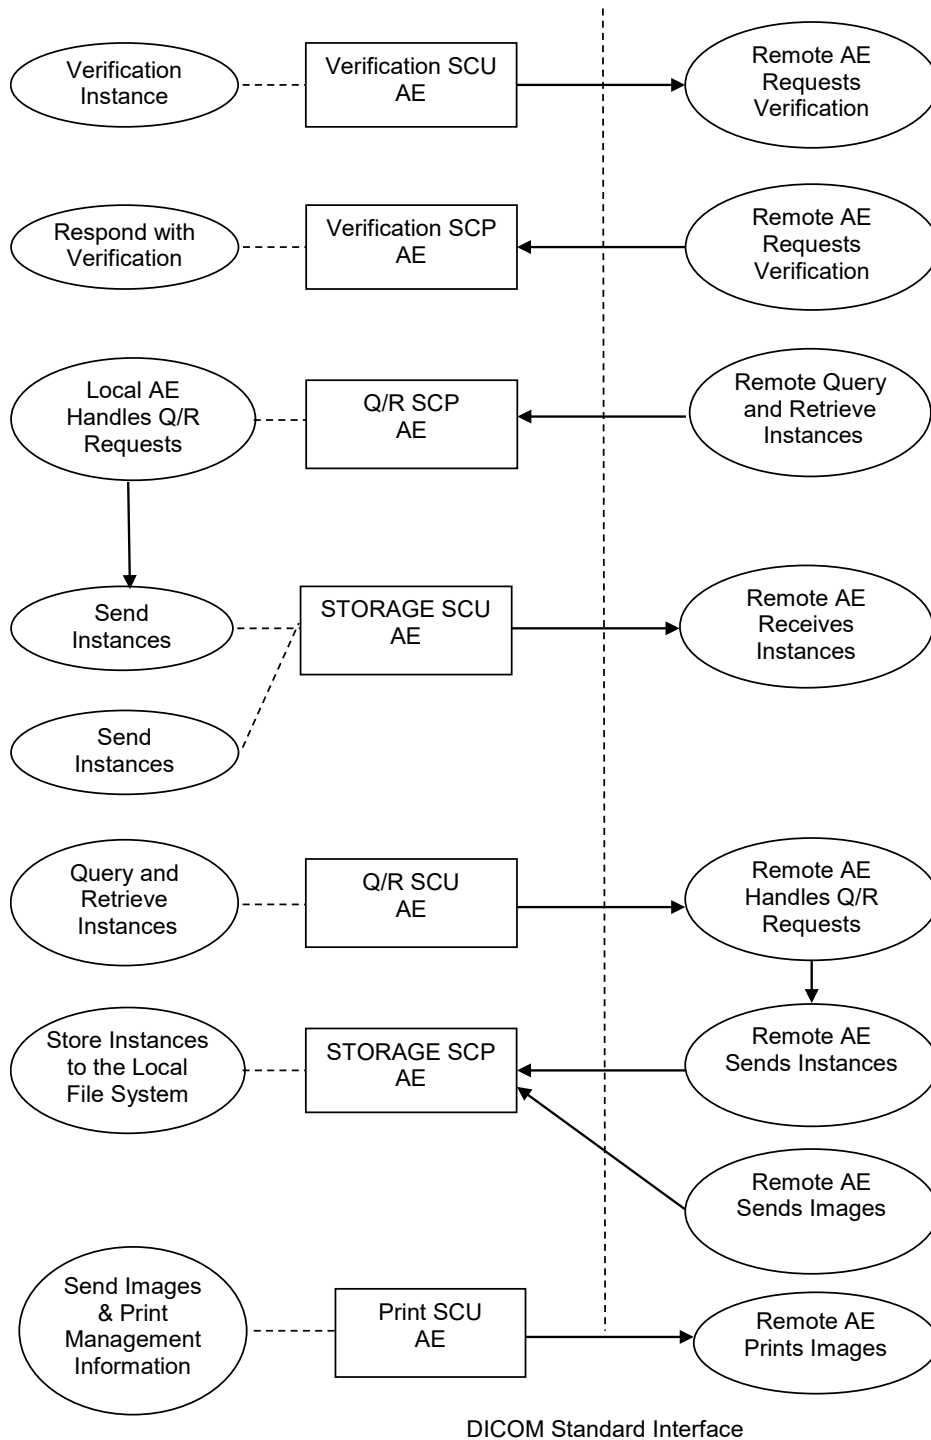 Verification
Instance
Verification SCU
AE
Remote AE
Requests
Verification
Respond with
Verification
Verification SCP
AE
Remote AE
Requests
Verification
Local AE
Handles Q/R
Requests
Q/R SCP
AE
Remote Query
and Retrieve
Instances
Send
Instances
STORAGE SCU
AE
Remote AE
Receives
Instances
Send
Instances
Query and
Retrieve
Instances
Q/R SCU
AE
Remote AE
Handles Q/R
Requests
Store Instances
to the Local
File System
STORAGE SCP
AE
Remote AE
Sends Instances
Remote AE
Sends Images
Send Images
& Print
Management
Information
Print SCU
AE
Remote AE
Prints Images
DICOM Standard Interface